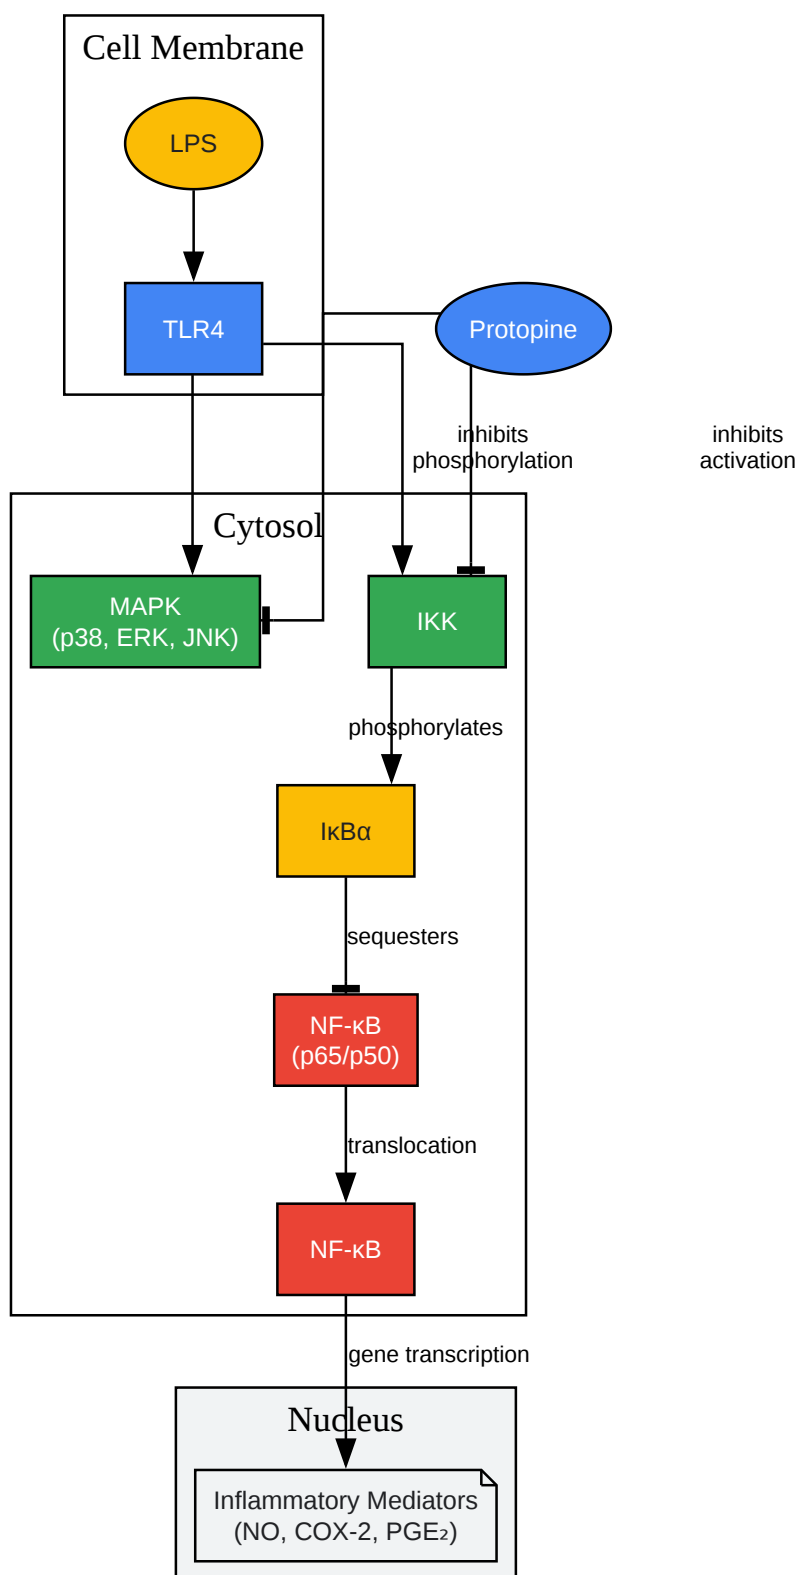 Cell Membrane
LPS
TLR4
Protopine
inhibits
phosphorylation
inhibits
activation
Cytosol
MAPK
(p38, ERK, JNK)
IKK
phosphorylates
IκBα
sequesters
NF-κB
(p65/p50)
translocation
NF-κB
gene transcription
Nucleus
Inflammatory Mediators
(NO, COX-2, PGE₂)